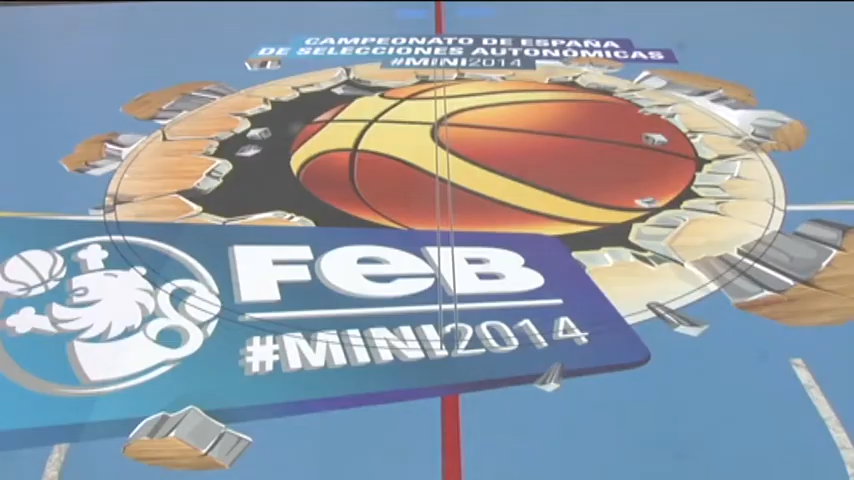 CAMPEONATO DE ESPAÑA
DE SELECCIONES AUTONÓMICAS
#MINI2014
FeB
#MINI2014